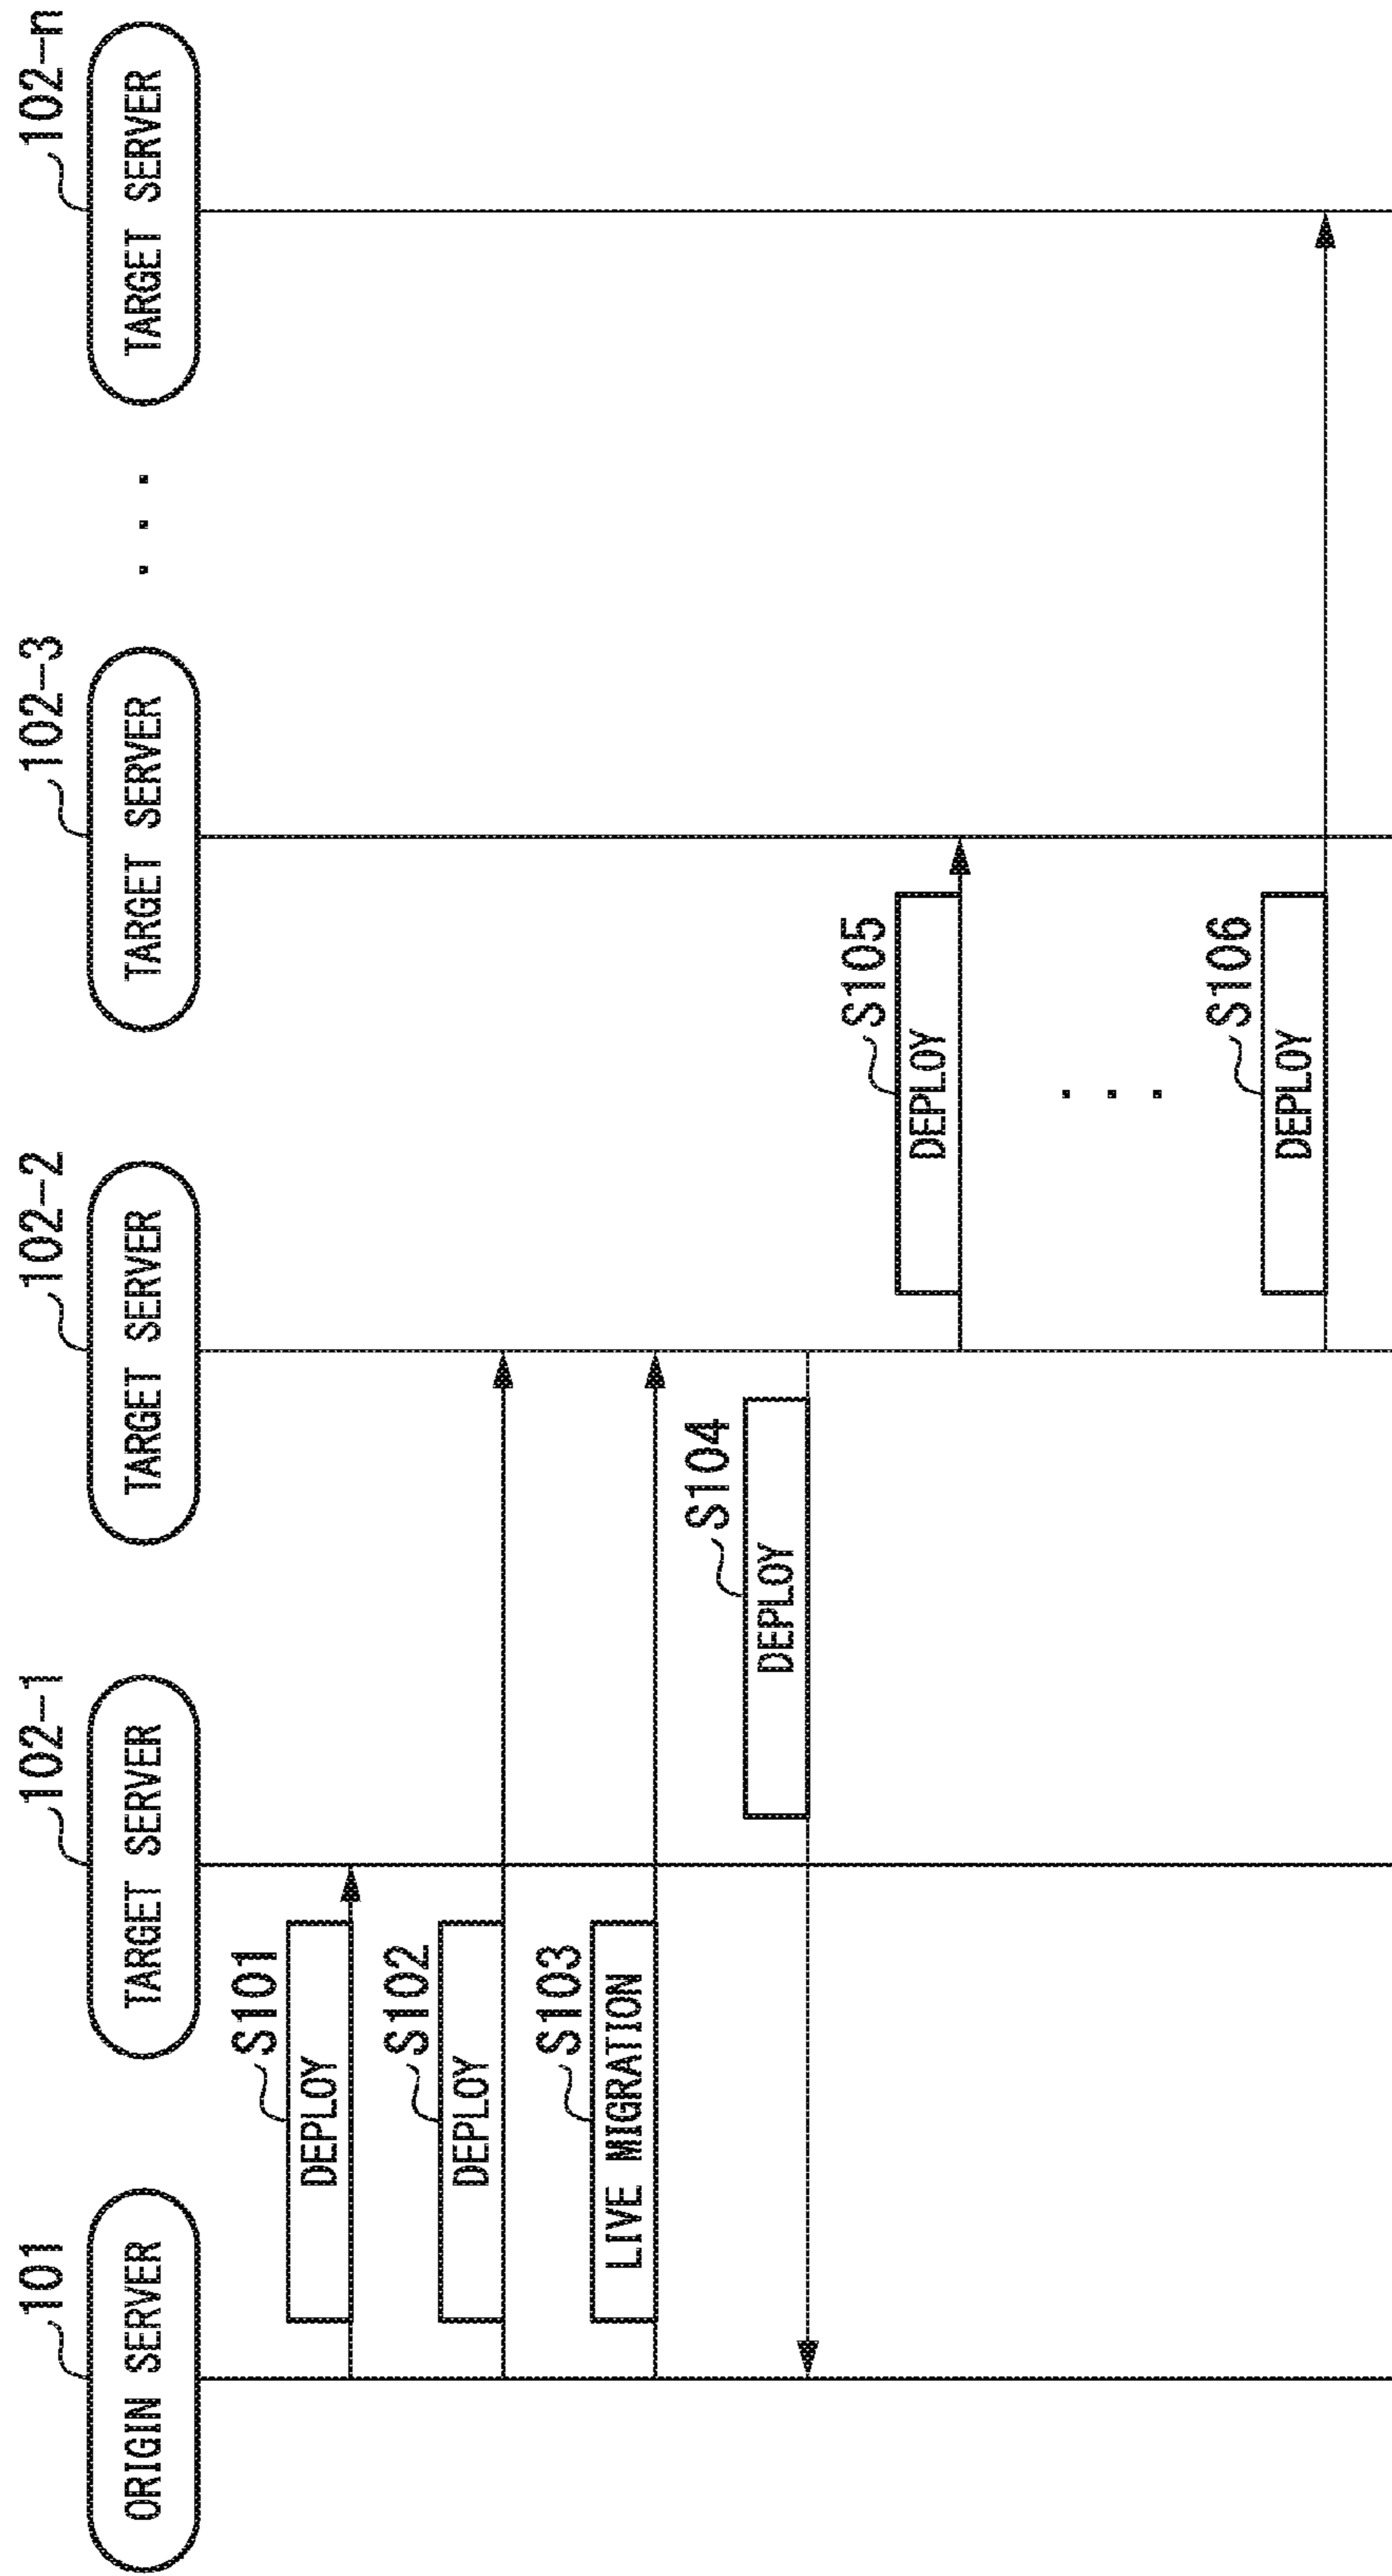 101
ORIGIN SERVER
102-1
TARGET SERVER
102-2
TARGET SERVER
102-3
TARGET SERVER
. . .
102-n
TARGET SERVER
S101
DEPLOY
S102
DEPLOY
S103
LIVE MIGRATION
S104
DEPLOY
S105
DEPLOY
. . .
S106
DEPLOY